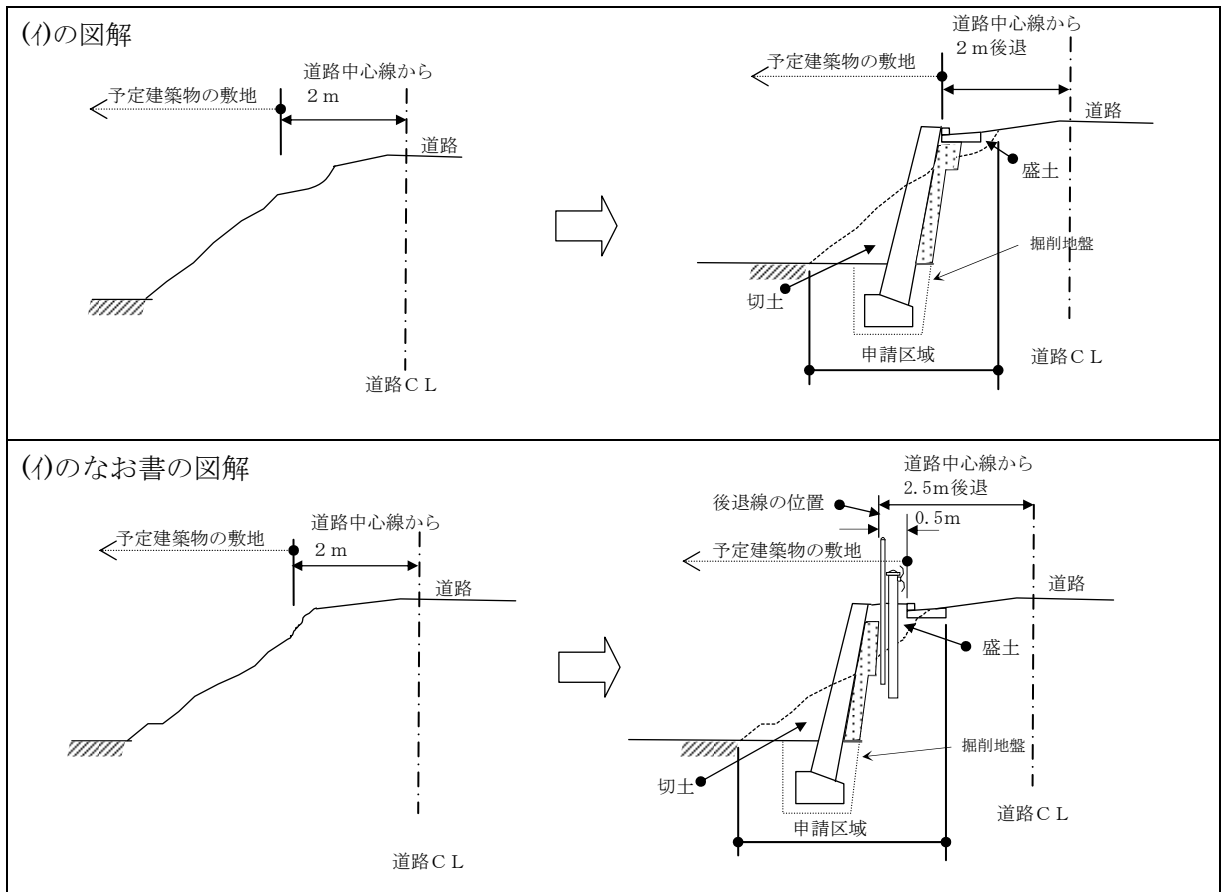 (ｲ)の図解
道路中心線から
２ｍ
予定建築物の敷地
道路
道路ＣＬ
道路中心線から
２ｍ後退
予定建築物の敷地
道路
盛土
掘削地盤
切土
申請区域
道路ＣＬ
(ｲ)のなお書の図解
道路中心線から
２ｍ
予定建築物の敷地
道路
道路ＣＬ
道路中心線から
2.5ｍ後退
後退線の位置
0.5ｍ
予定建築物の敷地
道路
盛土
掘削地盤
切土
申請区域
道路ＣＬ